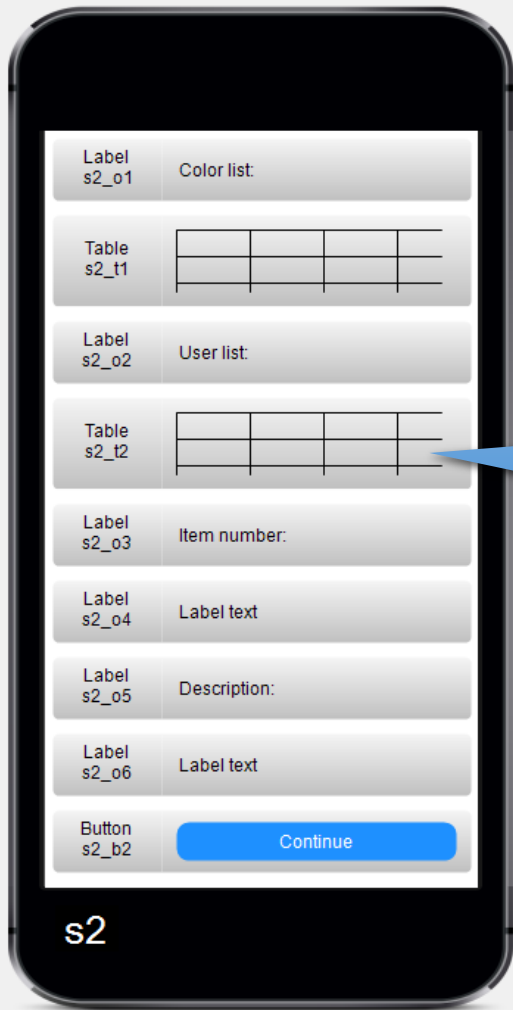 Label
s2_o1
Color list:
Table
s2_t1
Label
s2_o2
User list:
Table
s2_t2
Label
s2_o3
Item number:
Label
s2_o4
Label text
Label
s2_o5
Description:
Label
s2_o6
Label text
Button
s2_b2
Continue
s2